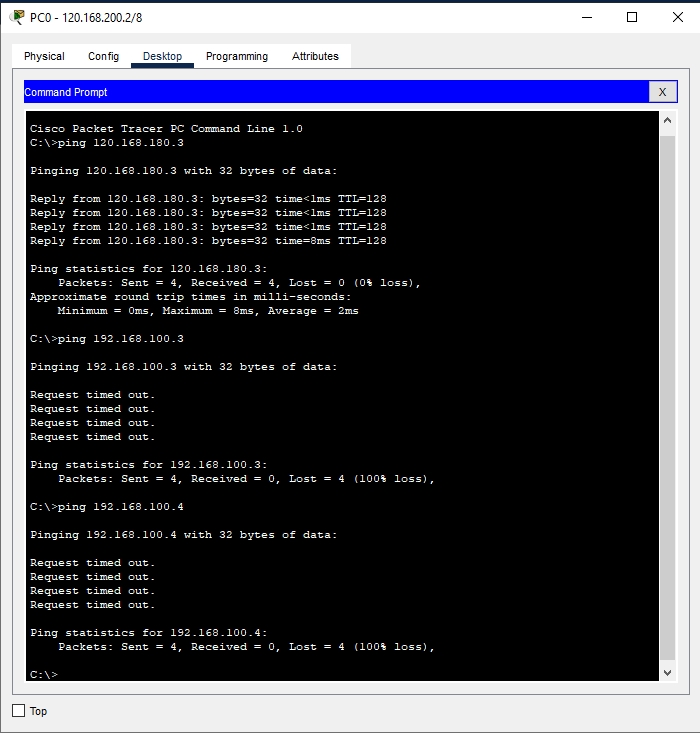 PC0 - 120.168.200.2/8
Physical Config Desktop Programming Attributes
Command Prompt X
Cisco Packet Tracer PC Command Line 1.0
C:\>ping 120.168.180.3
Pinging 120.168.180.3 with 32 bytes of data:
Reply from 120.168.180.3: bytes=32 time<1ms TTL=128
Reply from 120.168.180.3: bytes=32 time<1ms TTL=128
Reply from 120.168.180.3: bytes=32 time<1ms TTL=128
Reply from 120.168.180.3: bytes=32 time=8ms TTL=128
Ping statistics for 120.168.180.3:
    Packets: Sent = 4, Received = 4, Lost = 0 (0% loss),
Approximate round trip times in milli-seconds:
    Minimum = 0ms, Maximum = 8ms, Average = 2ms
C:\>ping 192.168.100.3
Pinging 192.168.100.3 with 32 bytes of data:
Request timed out.
Request timed out.
Request timed out.
Request timed out.
Ping statistics for 192.168.100.3:
    Packets: Sent = 4, Received = 0, Lost = 4 (100% loss),
C:\>ping 192.168.100.4
Pinging 192.168.100.4 with 32 bytes of data:
Request timed out.
Request timed out.
Request timed out.
Request timed out.
Ping statistics for 192.168.100.4:
    Packets: Sent = 4, Received = 0, Lost = 4 (100% loss),
C:\>
Top